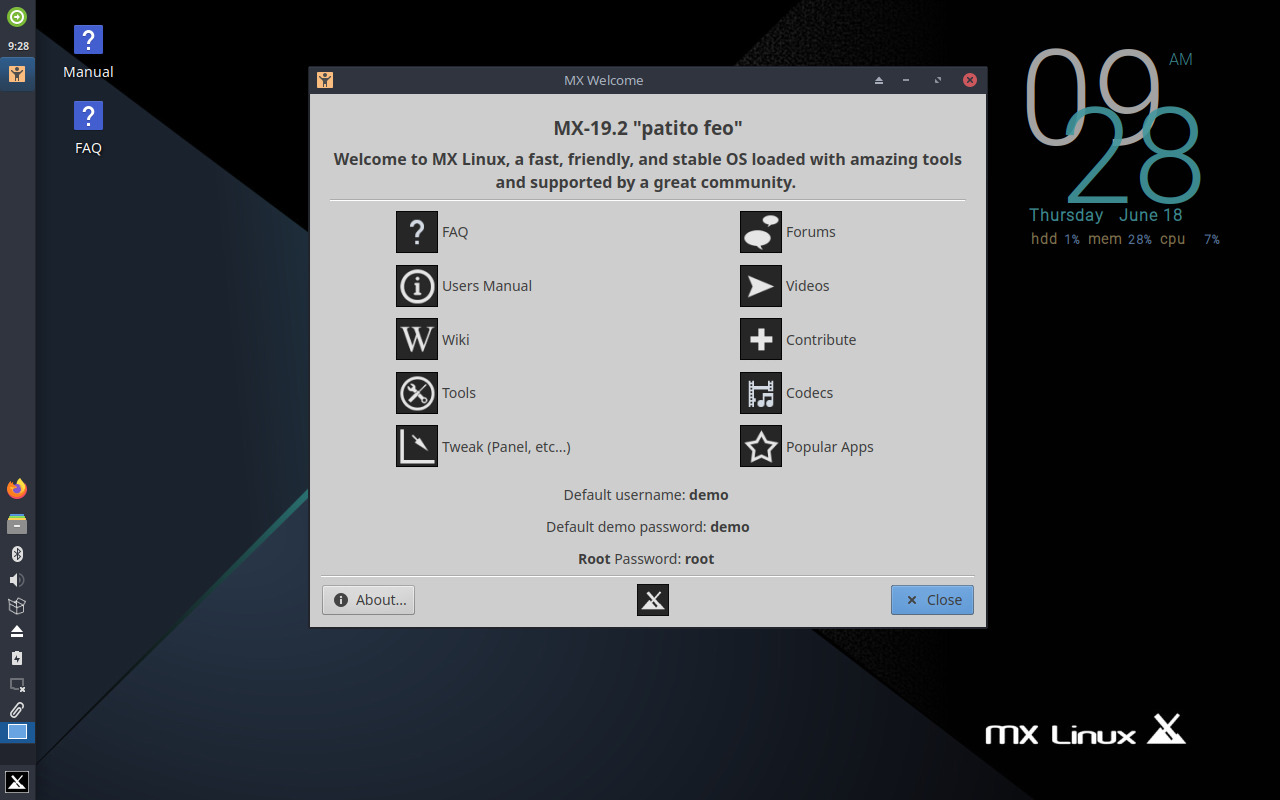 9:28
Manual
FAQ
MX Welcome
MX-19.2 "patito feo"
Welcome to MX Linux, a fast, friendly, and stable OS loaded with amazing tools
and supported by a great community.
FAQ
Forums
Users Manual
Videos
Wiki
Contribute
Tools
Codecs
Tweak (Panel, etc...)
Popular Apps
Default username: demo
Default demo password: demo
Root Password: root
About...
Close
09 AM
28
Thursday June 18
hdd 1% mem 28% cpu 7%
MX Linux